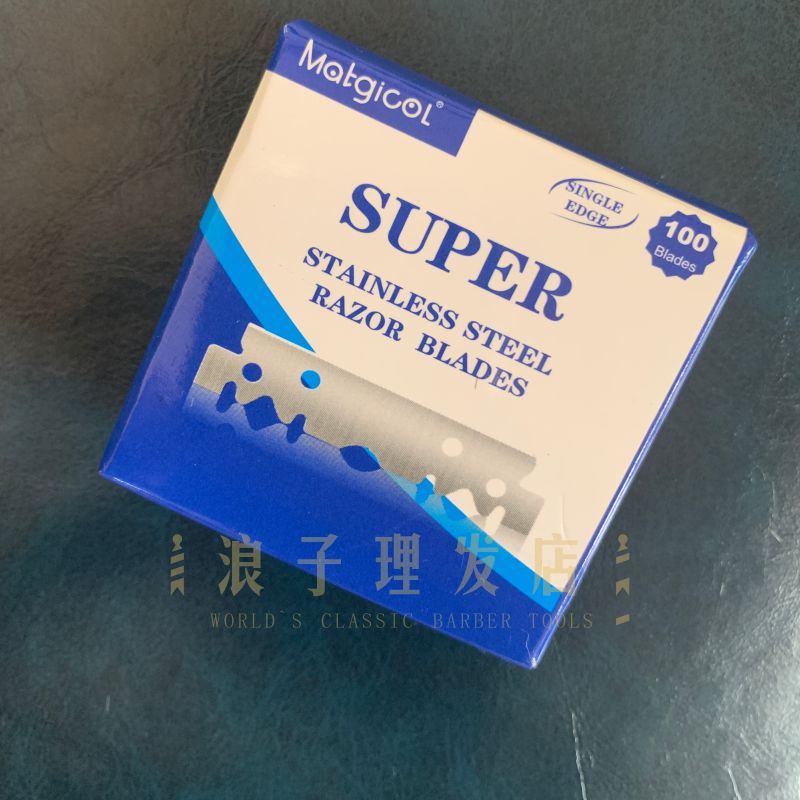 Matgicol®
SINGLE
EDGE
100
Blades
SUPER
STAINLESS STEEL
RAZOR BLADES
浪子理发店
WORLD`S CLASSIC BARBER TOOLS